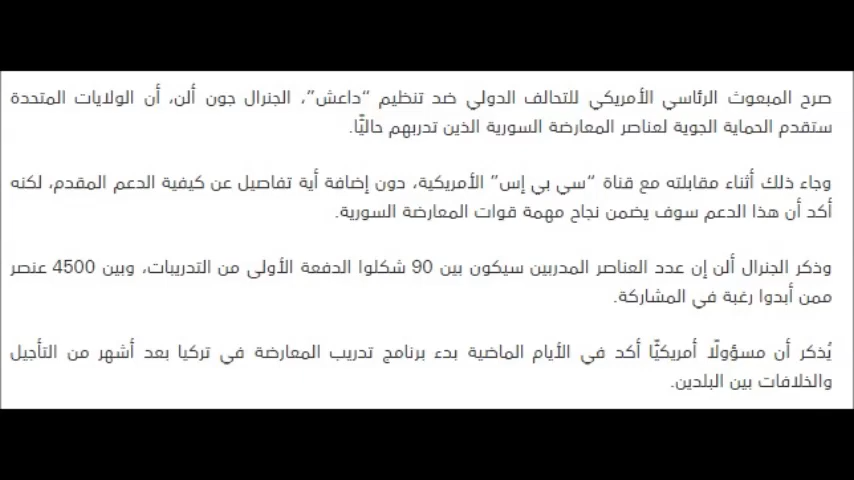 صرح المبعوث الرئاسي الأمريكي للتحالف الدولي ضد تنظيم “داعش”، الجنرال جون ألن، أن الولايات المتحدة
ستقدم الحماية الجوية لعناصر المعارضة السورية الذين تدربهم حاليًّا.
وجاء ذلك أثناء مقابلته مع قناة “سي بي إس” الأمريكية، دون إضافة أية تفاصيل عن كيفية الدعم المقدم، لكنه
أكد أن هذا الدعم سوف يضمن نجاح مهمة قوات المعارضة السورية.
وذكر الجنرال ألن إن عدد العناصر المدربين سيكون بين 90 شكلوا الدفعة الأولى من التدريبات، وبين 4500 عنصر
ممن أبدوا رغبة في المشاركة.
يُذكر أن مسؤولًا أمريكيًّا أكد في الأيام الماضية بدء برنامج تدريب المعارضة في تركيا بعد أشهر من التأجيل
والخلافات بين البلدين.